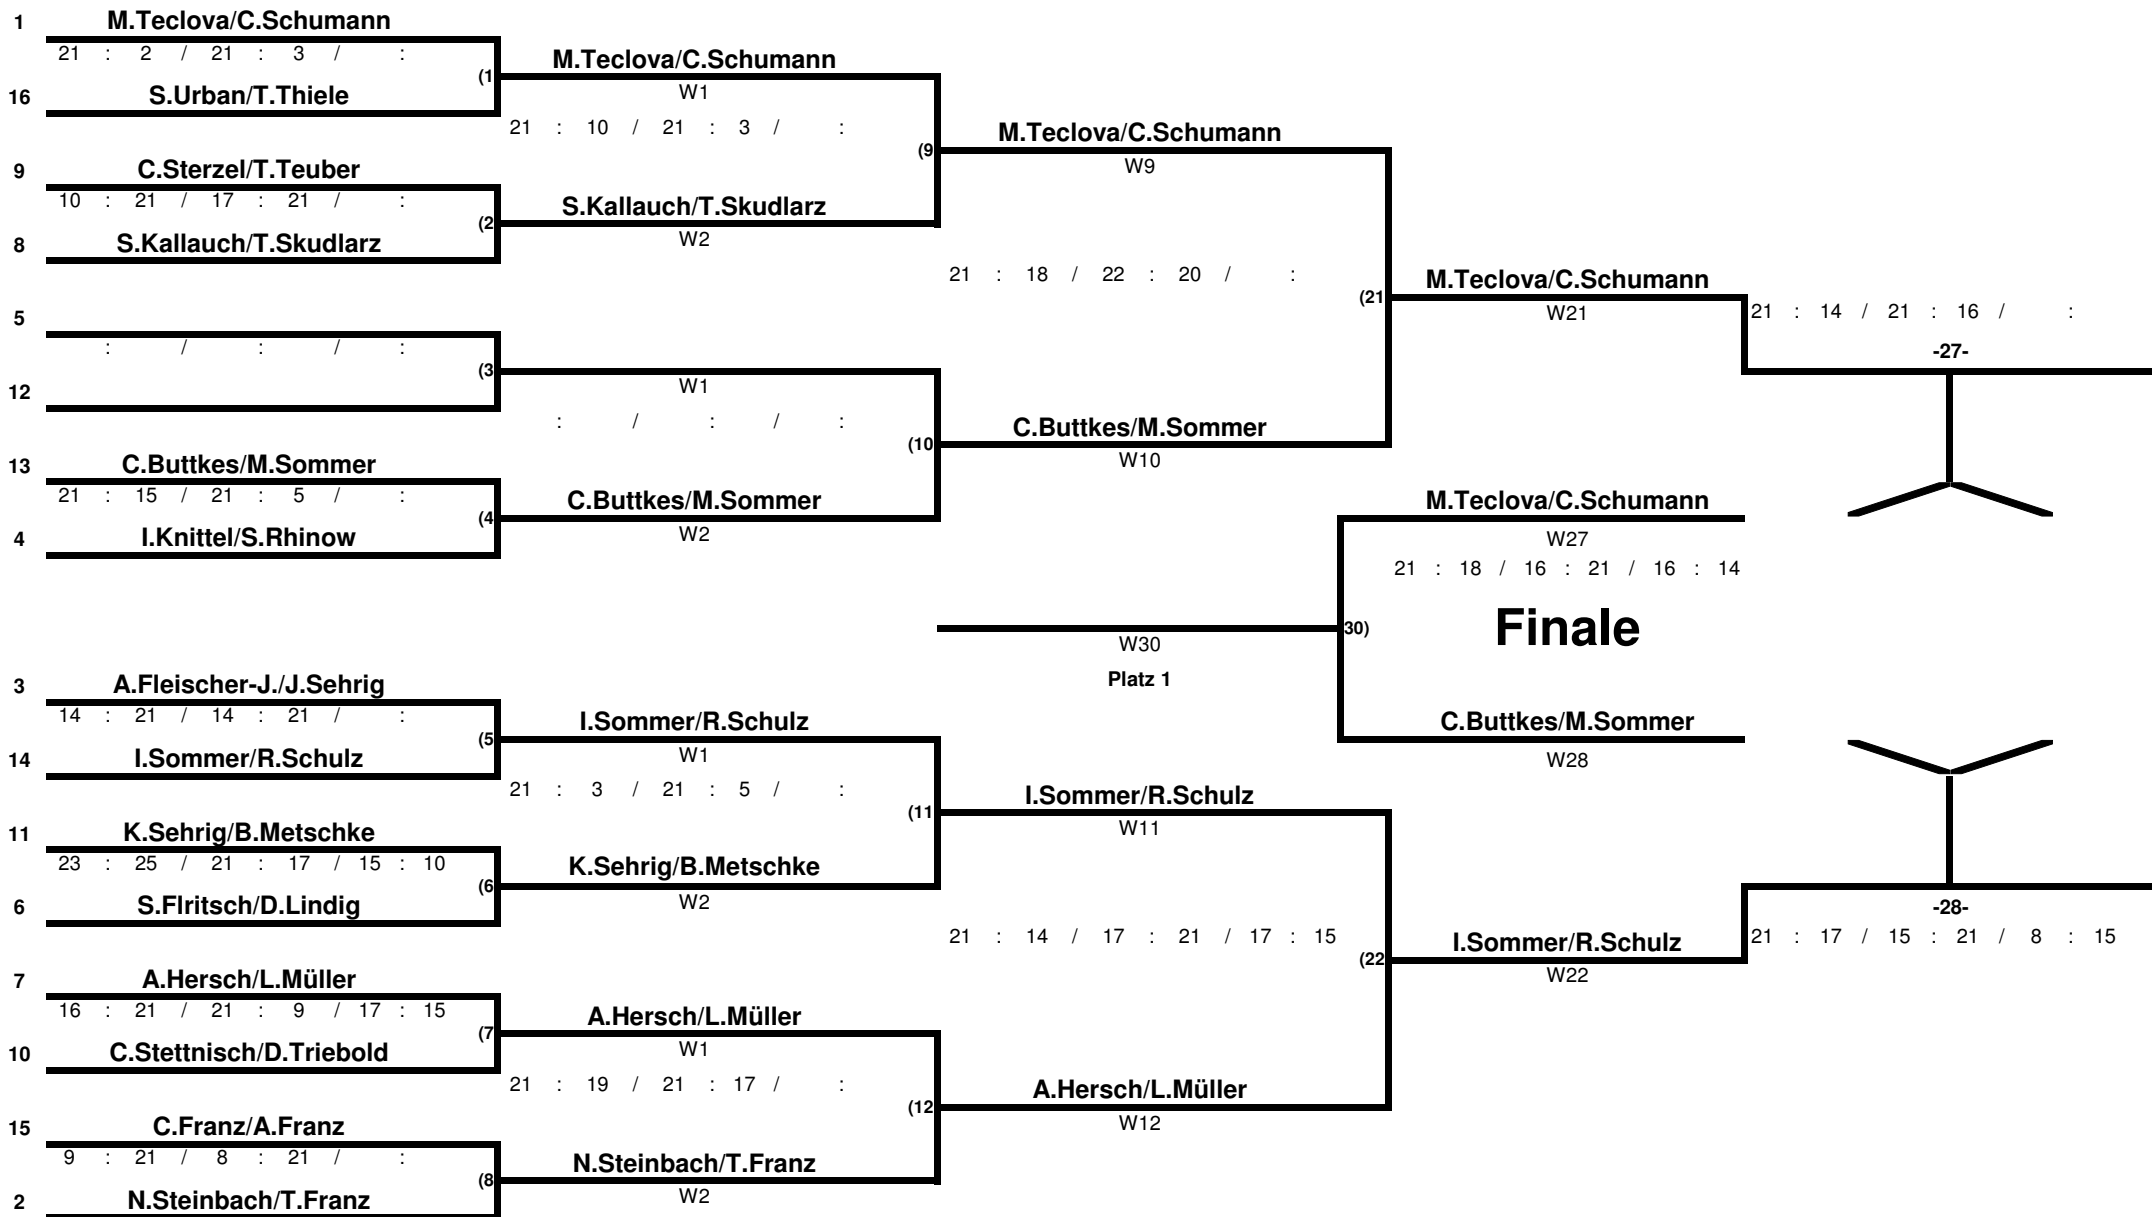 1 M.Teclova/C.Schumann
21 : 2 / 21 : 3 / :
(1
16 S.Urban/T.Thiele
M.Teclova/C.Schumann
W1
21 : 10 / 21 : 3 / :
(9
9 C.Sterzel/T.Teuber
10 : 21 / 17 : 21 / :
(2
8 S.Kallauch/T.Skudlarz
S.Kallauch/T.Skudlarz
W2
M.Teclova/C.Schumann
W9
21 : 18 / 22 : 20 / :
(21
5
: / : / :
(3
12
W1
: / : / :
(10
13 C.Buttkes/M.Sommer
21 : 15 / 21 : 5 / :
(4
4 I.Knittel/S.Rhinow
C.Buttkes/M.Sommer
W2
C.Buttkes/M.Sommer
W10
M.Teclova/C.Schumann
W21
21 : 14 / 21 : 16 / :
-27-
M.Teclova/C.Schumann
W27
21 : 18 / 16 : 21 / 16 : 14
Finale
30)
W30
Platz 1
C.Buttkes/M.Sommer
W28
3 A.Fleischer-J./J.Sehrig
14 : 21 / 14 : 21 / :
(5
14 I.Sommer/R.Schulz
I.Sommer/R.Schulz
W1
21 : 3 / 21 : 5 / :
(11
11 K.Sehrig/B.Metschke
23 : 25 / 21 : 17 / 15 : 10
(6
6 S.Flritsch/D.Lindig
K.Sehrig/B.Metschke
W2
I.Sommer/R.Schulz
W11
21 : 14 / 17 : 21 / 17 : 15
(22
7 A.Hersch/L.Müller
16 : 21 / 21 : 9 / 17 : 15
(7
10 C.Stettnisch/D.Triebold
A.Hersch/L.Müller
W1
21 : 19 / 21 : 17 / :
(12
15 C.Franz/A.Franz
9 : 21 / 8 : 21 / :
(8
2 N.Steinbach/T.Franz
N.Steinbach/T.Franz
W2
A.Hersch/L.Müller
W12
I.Sommer/R.Schulz
W22
-28-
21 : 17 / 15 : 21 / 8 : 15